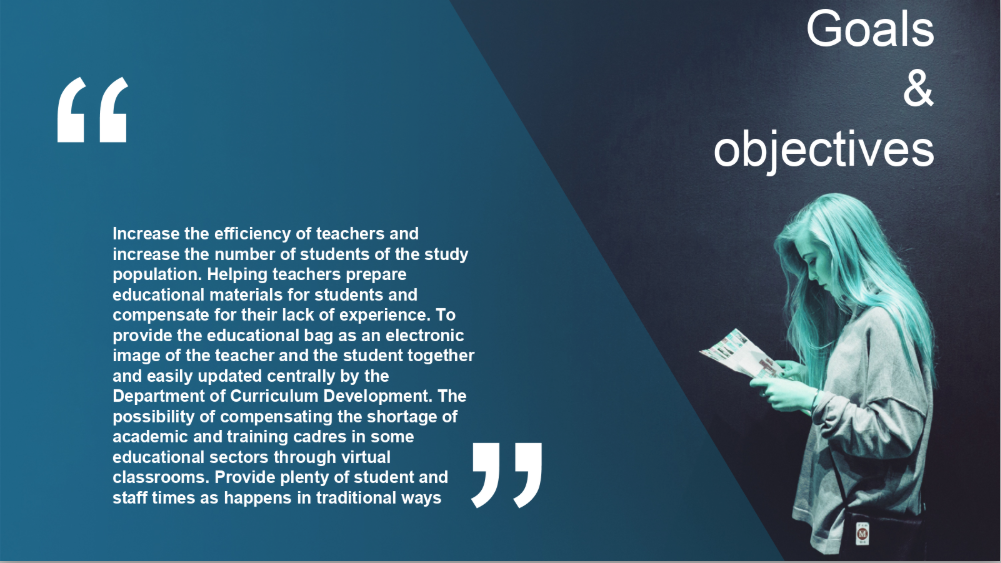 Goals
&
objectives
“
Increase the efficiency of teachers and
increase the number of students of the study
population. Helping teachers prepare
educational materials for students and
compensate for their lack of experience. To
provide the educational bag as an electronic
image of the teacher and the student together
and easily updated centrally by the
Department of Curriculum Development. The
possibility of compensating the shortage of
academic and training cadres in some
educational sectors through virtual
classrooms. Provide plenty of student and
staff times as happens in traditional ways
”
M